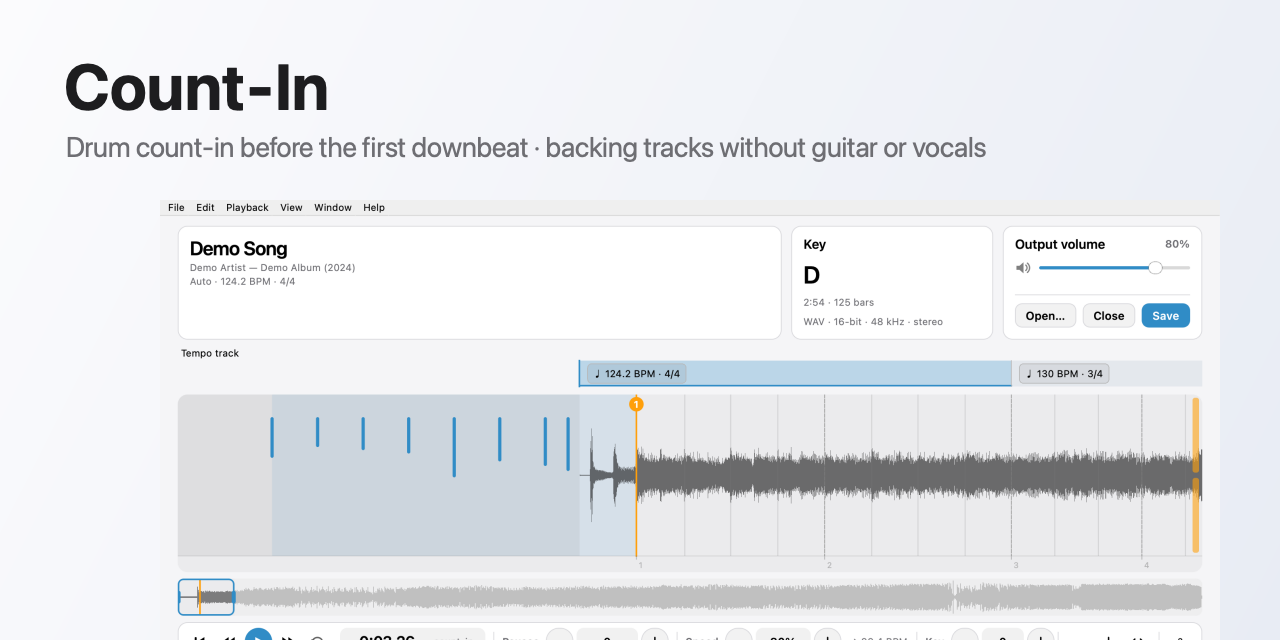 Count-In
Drum count-in before the first downbeat · backing tracks without guitar or vocals
File Edit Playback View Window Help
Demo Song
Demo Artist — Demo Album (2024)
Auto · 124.2 BPM · 4/4
Key
D
2:54 · 125 bars
WAV · 16-bit · 48 kHz · stereo
Output volume 80%
Open... Close Save
Tempo track
♩ 124.2 BPM · 4/4
♩ 130 BPM · 3/4
1
1 2 3 4